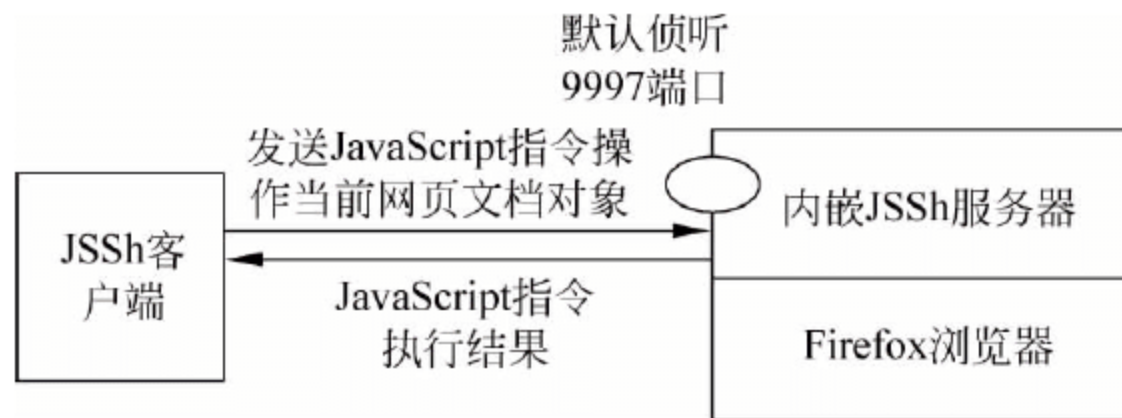 默认侦听
9997端口
发送JavaScript指令操
作当前网页文档对象
内嵌JSSh服务器
JSSh客
户端
JavaScript指令
执行结果
Firefox浏览器